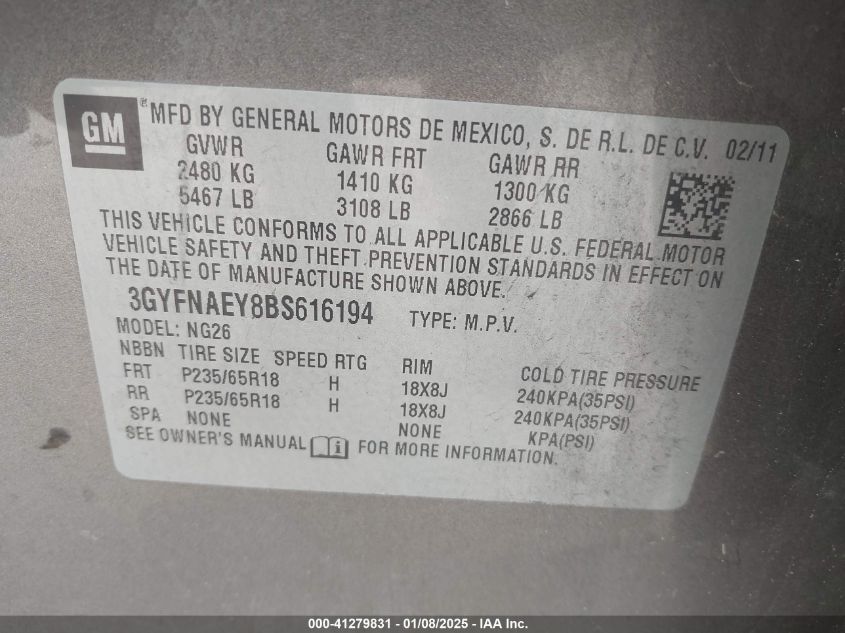 GM ® MFD BY GENERAL MOTORS DE MEXICO, S. DE R.L. DE C.V. 02/11
GVWR GAWR FRT GAWR RR
2480 KG 1410 KG 1300 KG
5467 LB 3108 LB 2866 LB
THIS VEHICLE CONFORMS TO ALL APPLICABLE U.S. FEDERAL MOTOR
VEHICLE SAFETY AND THEFT PREVENTION STANDARDS IN EFFECT ON
THE DATE OF MANUFACTURE SHOWN ABOVE.
3GYFNAEY8BS616194 TYPE: M.P.V.
MODEL: NG26
NBBN TIRE SIZE SPEED RTG RIM COLD TIRE PRESSURE
FRT P235/65R18 H 18X8J 240KPA(35PSI)
RR P235/65R18 H 18X8J 240KPA(35PSI)
SPA NONE NONE KPA(PSI)
SEE OWNER'S MANUAL i FOR MORE INFORMATION.
000-41279831 - 01/08/2025 - IAA Inc.